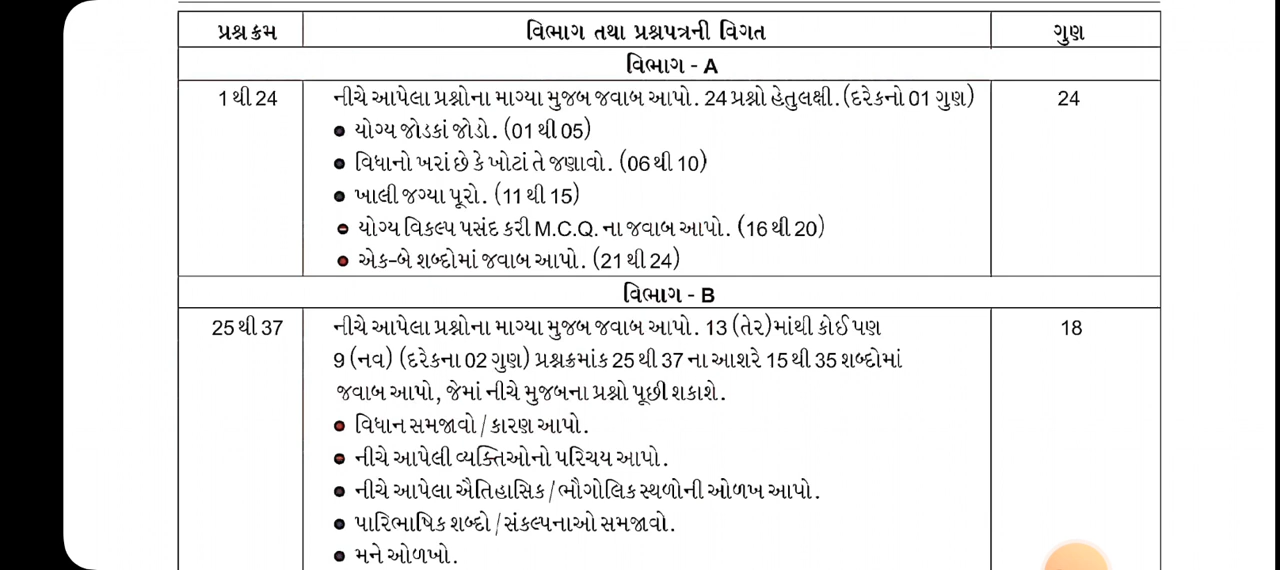 પ્રશ્ન ક્રમ વિભાગ તથા પ્રશ્નપત્રની વિગત ગુણ
વિભાગ - A
1 થી 24 નીચે આપેલા પ્રશ્નોના માગ્યા મુજબ જવાબ આપો. 24 પ્રશ્નો હેતુલક્ષી. (દરેકનો 01 ગુણ) 24
● યોગ્ય જોડકાં જોડો. (01 થી 05)
● વિધાનો ખરાં છે કે ખોટાં તે જણાવો. (06 થી 10)
● ખાલી જગ્યા પૂરો. (11 થી 15)
● યોગ્ય વિકલ્પ પસંદ કરી M.C.Q. ના જવાબ આપો. (16 થી 20)
● એક-બે શબ્દોમાં જવાબ આપો. (21 થી 24)
વિભાગ - B
25 થી 37 નીચે આપેલા પ્રશ્નોના માગ્યા મુજબ જવાબ આપો. 13 (તેર)માંથી કોઈ પણ 18
9 (નવ) (દરેકના 02 ગુણ) પ્રશ્નક્રમાંક 25 થી 37 ના આશરે 15 થી 35 શબ્દોમાં
જવાબ આપો, જેમાં નીચે મુજબના પ્રશ્નો પૂછી શકાશે.
● વિધાન સમજાવો / કારણ આપો.
● નીચે આપેલી વ્યક્તિઓનો પરિચય આપો.
● નીચે આપેલા ઐતિહાસિક / ભૌગોલિક સ્થળોની ઓળખ આપો.
● પારિભાષિક શબ્દો / સંકલ્પનાઓ સમજાવો.
● મને ઓળખો.